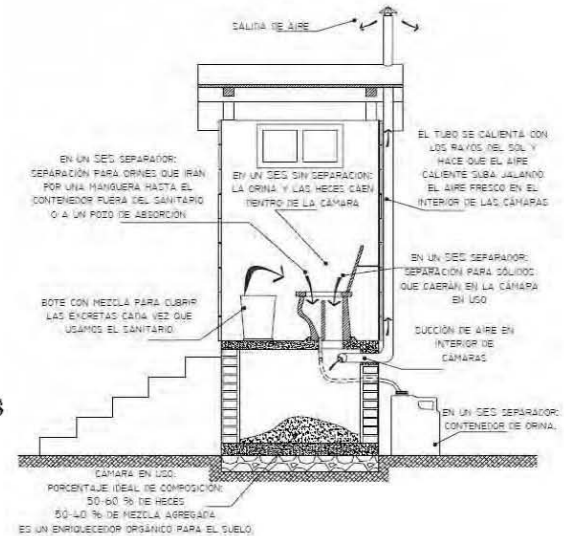 SALIDA DE AIRE
EN UN SES SEPARADOR:
SEPARACIÓN PARA ORINES QUE IRAN
POR UNA MANGUERA HASTA EL
CONTENEDOR FUERA DEL SANITARIO
O A UN POZO DE ABSORCIÓN
EN UN SES SIN SEPARACION:
LA ORINA Y LAS HECES CAEN
DENTRO DE LA CÁMARA
EL TUBO SE CALIENTA CON
LOS RAYOS DEL SOL Y
HACE QUE EL AIRE
CALIENTE SUBA JALANDO
EL AIRE FRESCO EN EL
INTERIOR DE LAS CÁMARAS
EN UN SES SEPARADOR:
SEPARACIÓN PARA SÓLIDOS
QUE CAERÁN EN LA CÁMARA
EN USO
BOTE CON MEZCLA PARA CUBRIR
LAS EXCRETAS CADA VEZ QUE
USAMOS EL SANITARIO
SUCCIÓN DE AIRE EN
INTERIOR DE
CÁMARAS
EN UN SES SEPARADOR:
CONTENEDOR DE ORINA.
CÁMARA EN USO:
PORCENTAJE IDEAL DE COMPOSICIÓN:
50-60 % DE HECES
50-40 % DE MEZCLA AGREGADA
ES UN ENRIQUECEDOR ORGÁNICO PARA EL SUELO.